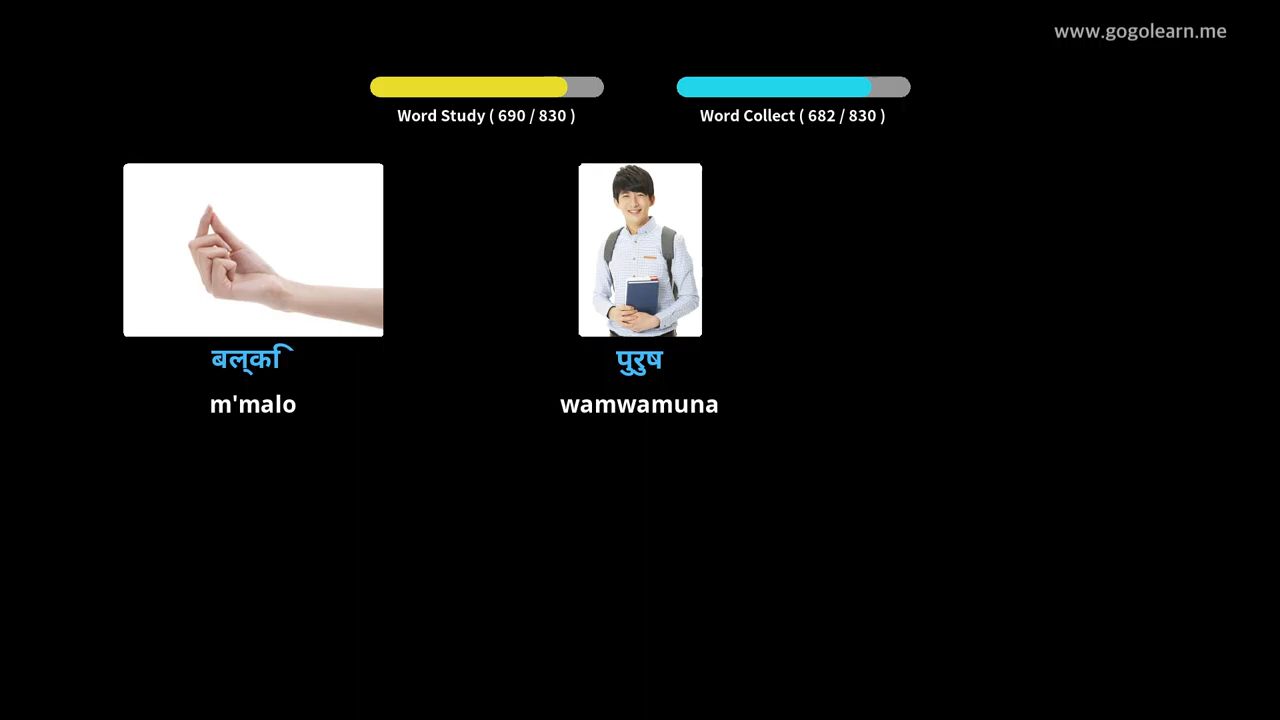 www.gogolearn.me
Word Study ( 690 / 830 )
Word Collect ( 682 / 830 )
बल्कि
पुरुष
m'malo
wamwamuna